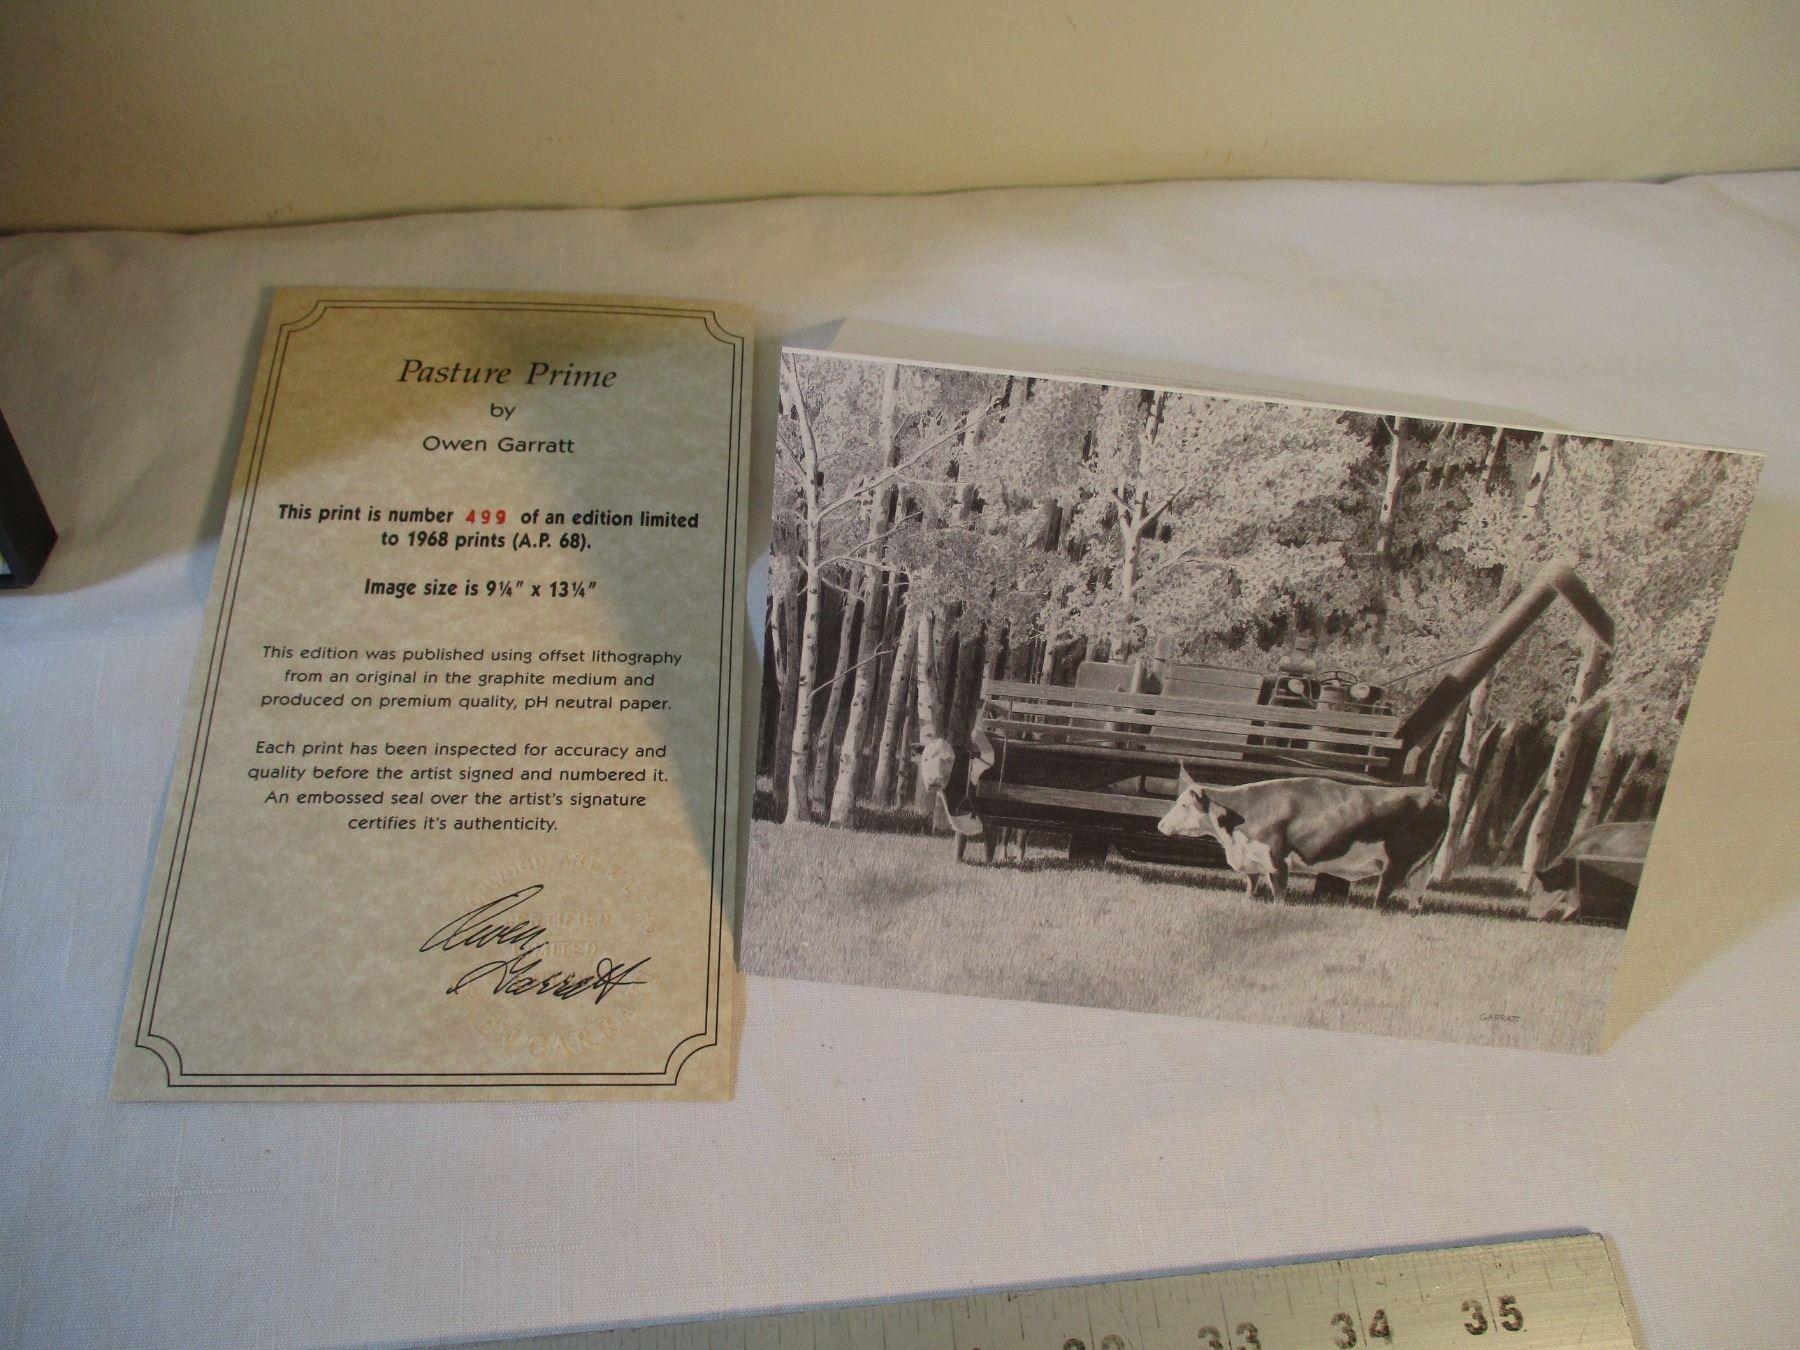 Pasture Prime
by
Owen Garratt
This print is number 499 of an edition limited
to 1968 prints (A.P. 68).
Image size is 9¼" x 13¼"
This edition was published using offset lithography
from an original in the graphite medium and
produced on premium quality, pH neutral paper.
Each print has been inspected for accuracy and
quality before the artist signed and numbered it.
An embossed seal over the artist's signature
certifies it's authenticity.
ART &
CERTIFIED
LIMITED
Owen
Garratt
GARRATT
33 34 35